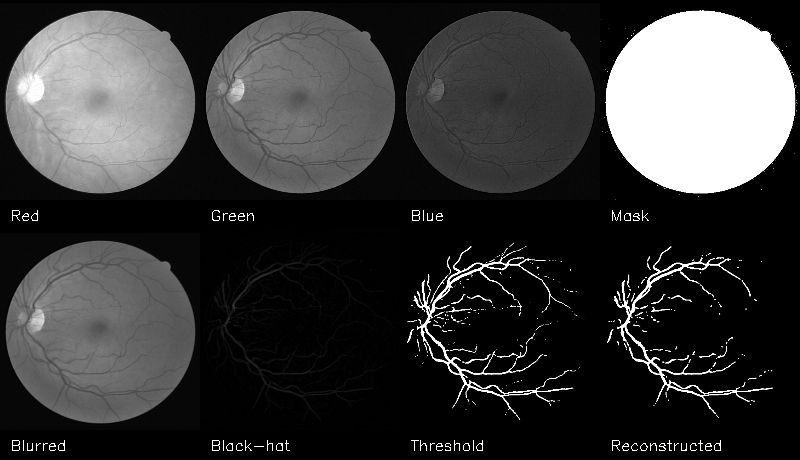 Red
Green
Blue
Mask
Blurred
Black-hat
Threshold
Reconstructed